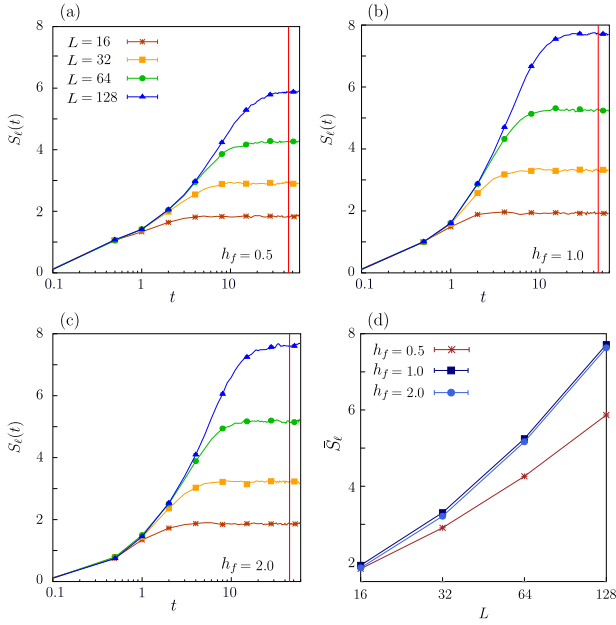 (a)
8
6
4
2
0
S_ℓ(t)
L = 16
L = 32
L = 64
L = 128
h_f = 0.5
0.1
1
10
t
(b)
8
6
4
2
0
S_ℓ(t)
h_f = 1.0
0.1
1
10
t
(c)
8
6
4
2
0
S_ℓ(t)
h_f = 2.0
0.1
1
10
t
(d)
8
6
4
2
S̅_ℓ
h_f = 0.5
h_f = 1.0
h_f = 2.0
16
32
64
128
L